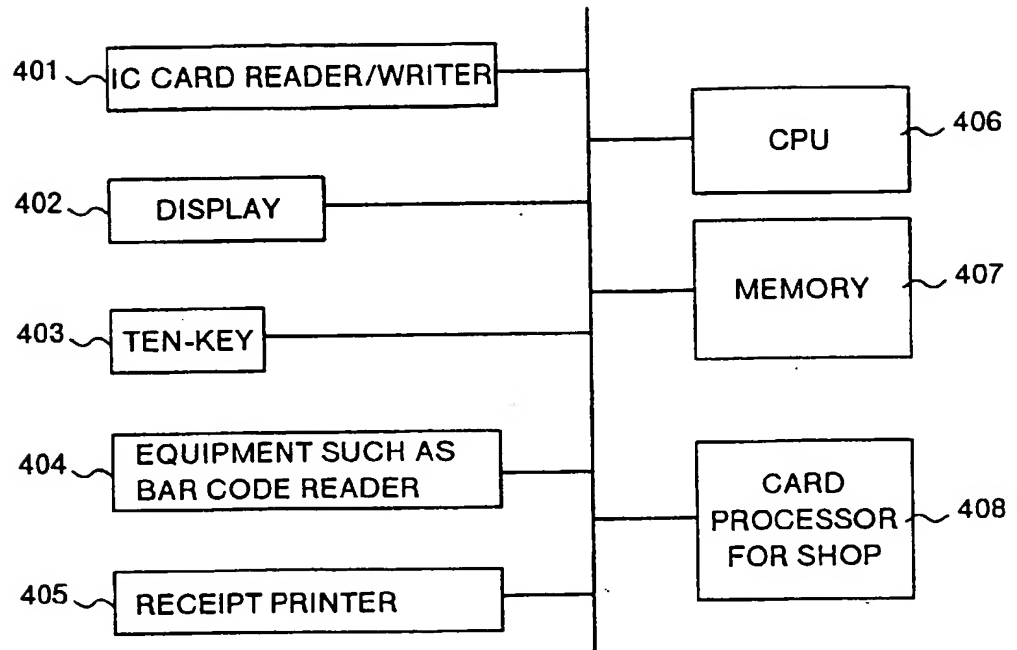 401
IC CARD READER/WRITER
402
DISPLAY
403
TEN-KEY
404
EQUIPMENT SUCH AS
BAR CODE READER
405
RECEIPT PRINTER
CPU
406
MEMORY
407
CARD
PROCESSOR
FOR SHOP
408